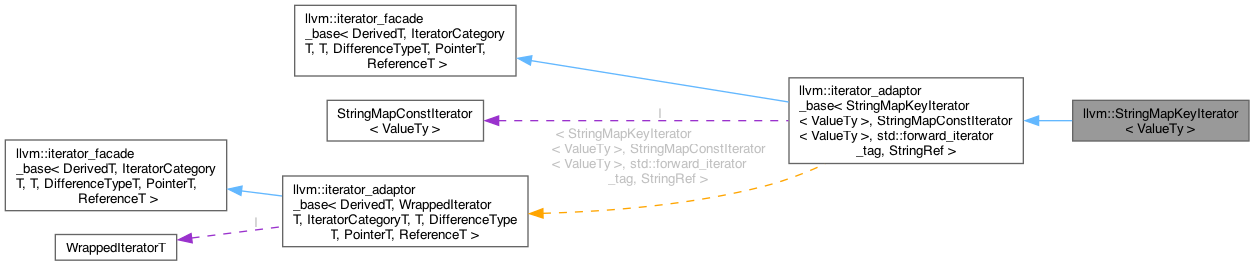 llvm::iterator_facade
_base< DerivedT, IteratorCategory
T, T, DifferenceTypeT, PointerT,
ReferenceT >
StringMapConstIterator
< ValueTy >
I
< StringMapKeyIterator
< ValueTy >, StringMapConstIterator
< ValueTy >, std::forward_iterator
_tag, StringRef >
llvm::iterator_adaptor
_base< StringMapKeyIterator
< ValueTy >, StringMapConstIterator
< ValueTy >, std::forward_iterator
_tag, StringRef >
llvm::StringMapKeyIterator
< ValueTy >
llvm::iterator_facade
_base< DerivedT, IteratorCategory
T, T, DifferenceTypeT, PointerT,
ReferenceT >
llvm::iterator_adaptor
_base< DerivedT, WrappedIterator
T, IteratorCategoryT, T, DifferenceType
T, PointerT, ReferenceT >
I
WrappedIteratorT